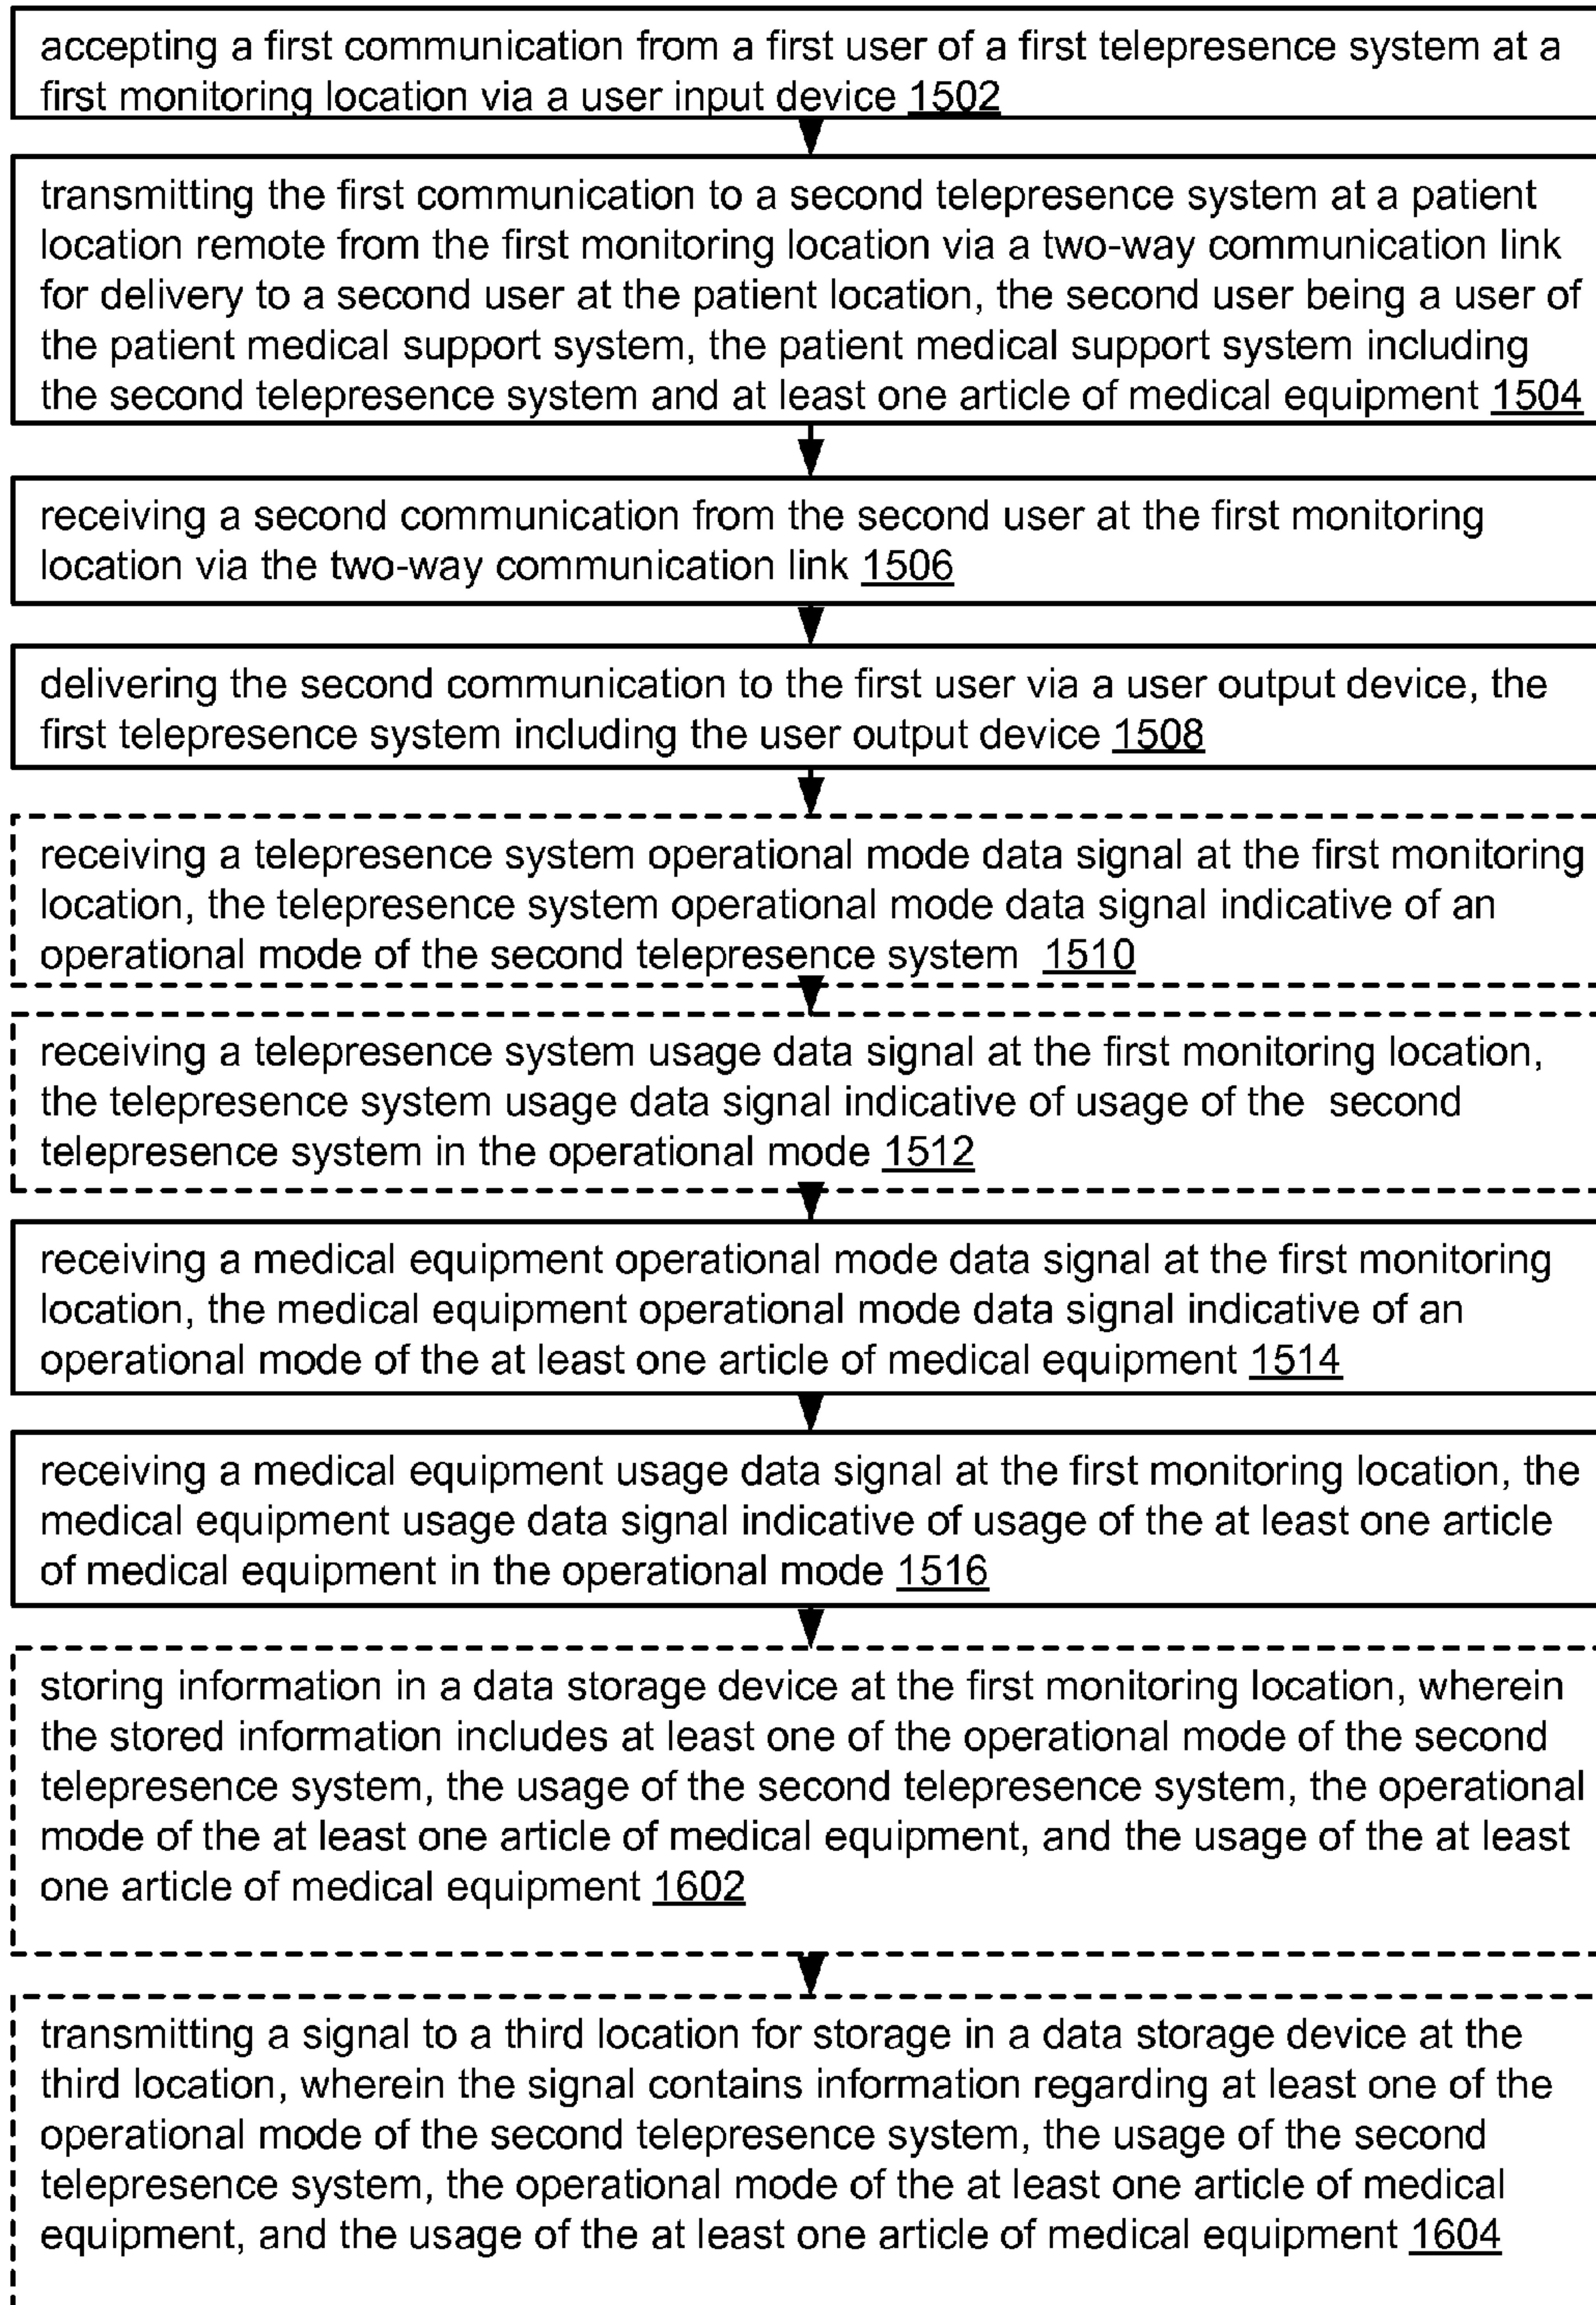 accepting a first communication from a first user of a first telepresence system at a
first monitoring location via a user input device 1502
transmitting the first communication to a second telepresence system at a patient
location remote from the first monitoring location via a two-way communication link
for delivery to a second user at the patient location, the second user being a user of
the patient medical support system, the patient medical support system including
the second telepresence system and at least one article of medical equipment 1504
receiving a second communication from the second user at the first monitoring
location via the two-way communication link 1506
delivering the second communication to the first user via a user output device, the
first telepresence system including the user output device 1508
receiving a telepresence system operational mode data signal at the first monitoring
location, the telepresence system operational mode data signal indicative of an
operational mode of the second telepresence system 1510
receiving a telepresence system usage data signal at the first monitoring location,
the telepresence system usage data signal indicative of usage of the second
telepresence system in the operational mode 1512
receiving a medical equipment operational mode data signal at the first monitoring
location, the medical equipment operational mode data signal indicative of an
operational mode of the at least one article of medical equipment 1514
receiving a medical equipment usage data signal at the first monitoring location, the
medical equipment usage data signal indicative of usage of the at least one article
of medical equipment in the operational mode 1516
storing information in a data storage device at the first monitoring location, wherein
the stored information includes at least one of the operational mode of the second
telepresence system, the usage of the second telepresence system, the operational
mode of the at least one article of medical equipment, and the usage of the at least
one article of medical equipment 1602
transmitting a signal to a third location for storage in a data storage device at the
third location, wherein the signal contains information regarding at least one of the
operational mode of the second telepresence system, the usage of the second
telepresence system, the operational mode of the at least one article of medical
equipment, and the usage of the at least one article of medical equipment 1604